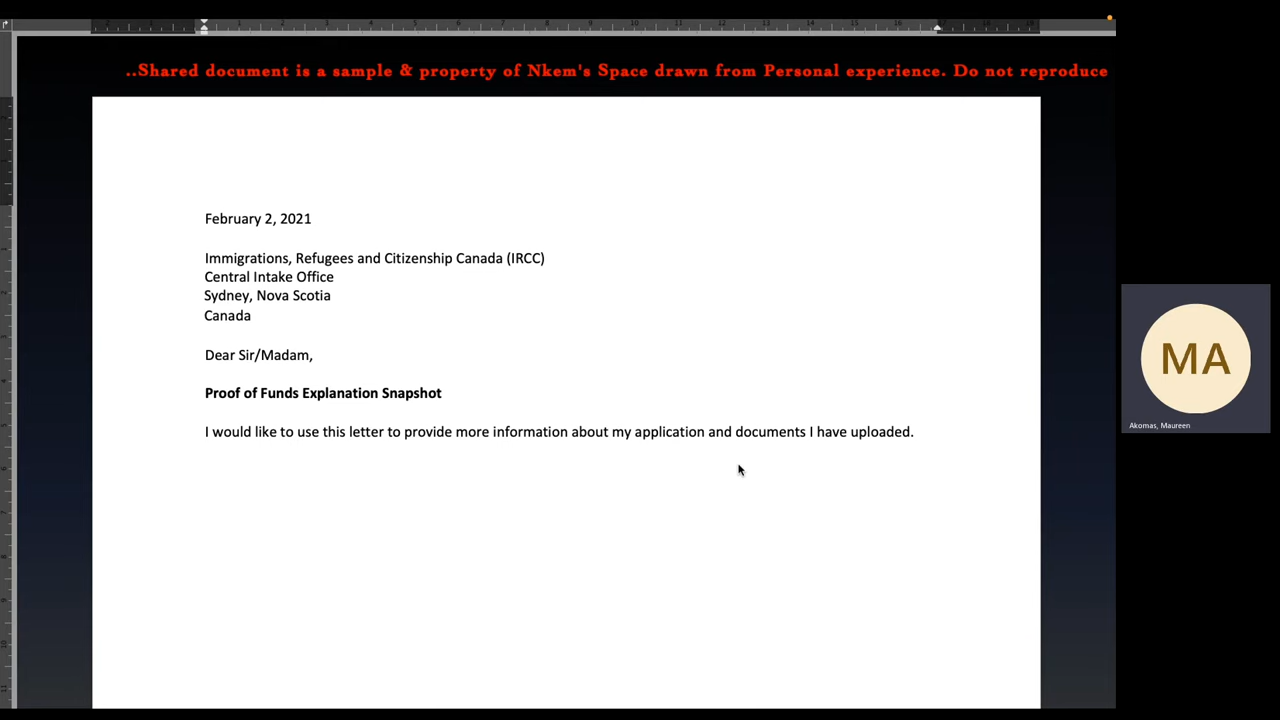 ..Shared document is a sample & property of Nkem's Space drawn from Personal experience. Do not reproduce
February 2, 2021
Immigrations, Refugees and Citizenship Canada (IRCC)
Central Intake Office
Sydney, Nova Scotia
Canada
Dear Sir/Madam,
Proof of Funds Explanation Snapshot
I would like to use this letter to provide more information about my application and documents I have uploaded.
MA
Akomas, Maureen